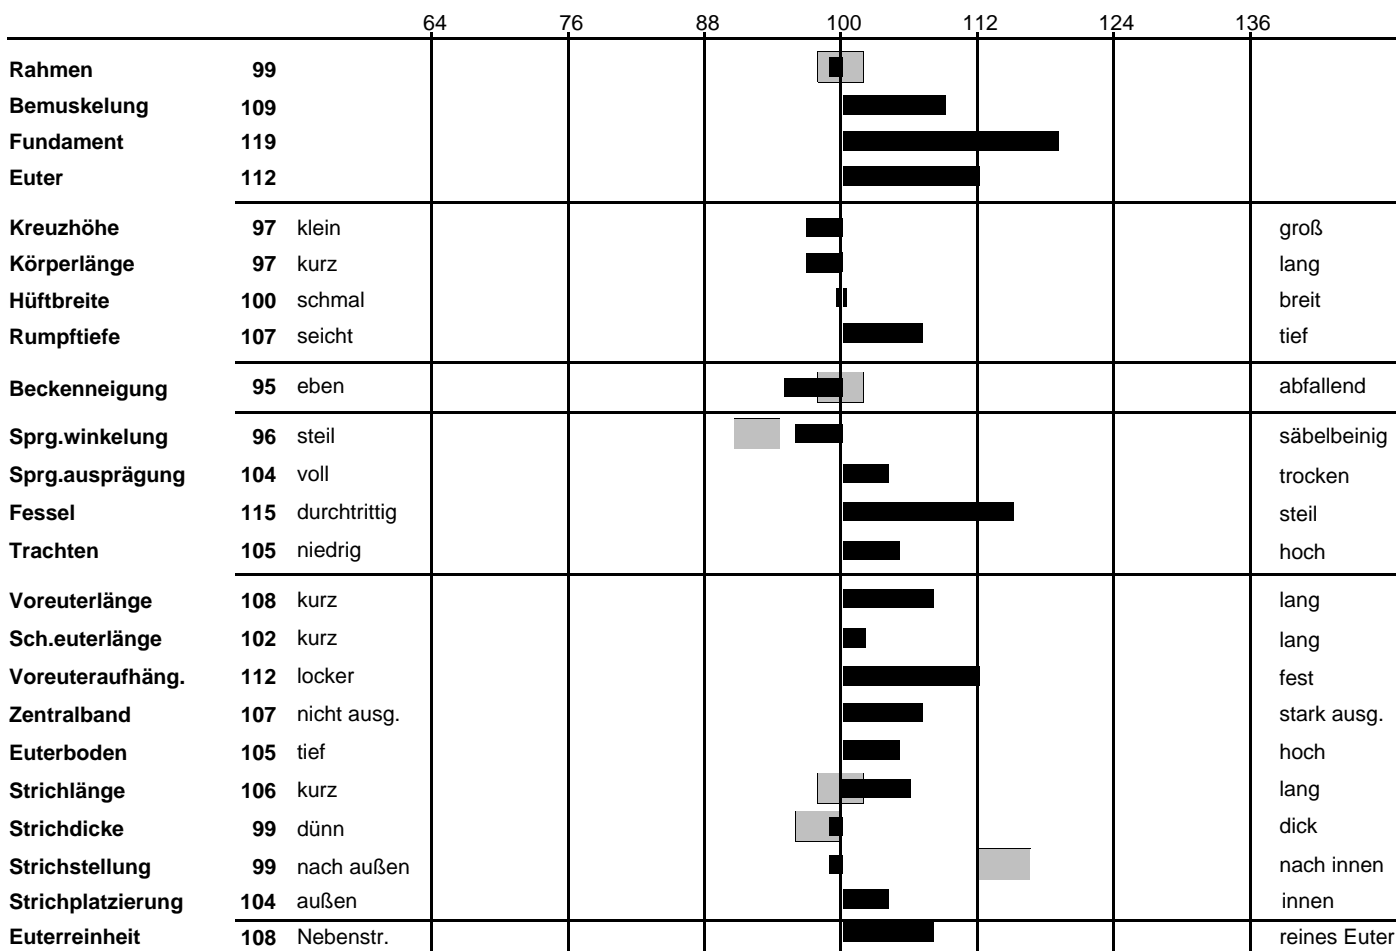 64 76 88 100 112 124 136
Rahmen 99
Bemuskelung 109
Fundament 119
Euter 112
Kreuzhöhe 97 klein groß
Körperlänge 97 kurz lang
Hüftbreite 100 schmal breit
Rumpftiefe 107 seicht tief
Beckenneigung 95 eben abfallend
Sprg.winkelung 96 steil säbelbeinig
Sprg.ausprägung 104 voll trocken
Fessel 115 durchtrittig steil
Trachten 105 niedrig hoch
Voreuterlänge 108 kurz lang
Sch.euterlänge 102 kurz lang
Voreuteraufhäng. 112 locker fest
Zentralband 107 nicht ausg. stark ausg.
Euterboden 105 tief hoch
Strichlänge 106 kurz lang
Strichdicke 99 dünn dick
Strichstellung 99 nach außen nach innen
Strichplatzierung 104 außen innen
Euterreinheit 108 Nebenstr. reines Euter